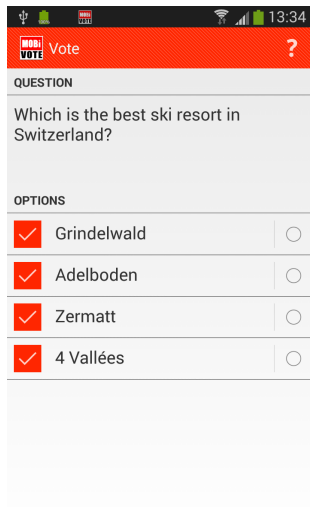 13:34
MOBi
VOTE
Vote
?
QUESTION
Which is the best ski resort in
Switzerland?
OPTIONS
Grindelwald
Adelboden
Zermatt
4 Vallées